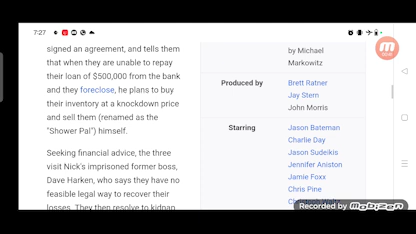 7:27
signed an agreement, and tells them
that when they are unable to repay
their loan of $500,000 from the bank
and they foreclose, he plans to buy
their inventory at a knockdown price
and sell them (renamed as the
"Shower Pal") himself.
Seeking financial advice, the three
visit Nick's imprisoned former boss,
Dave Harken, who says they have no
feasible legal way to recover their
losses. They then resolve to kidnap
by Michael
Markowitz
Produced by
Brett Ratner
Jay Stern
John Morris
Starring
Jason Bateman
Charlie Day
Jason Sudeikis
Jennifer Aniston
Jamie Foxx
Chris Pine
Christoph Waltz
Recorded by mobizen